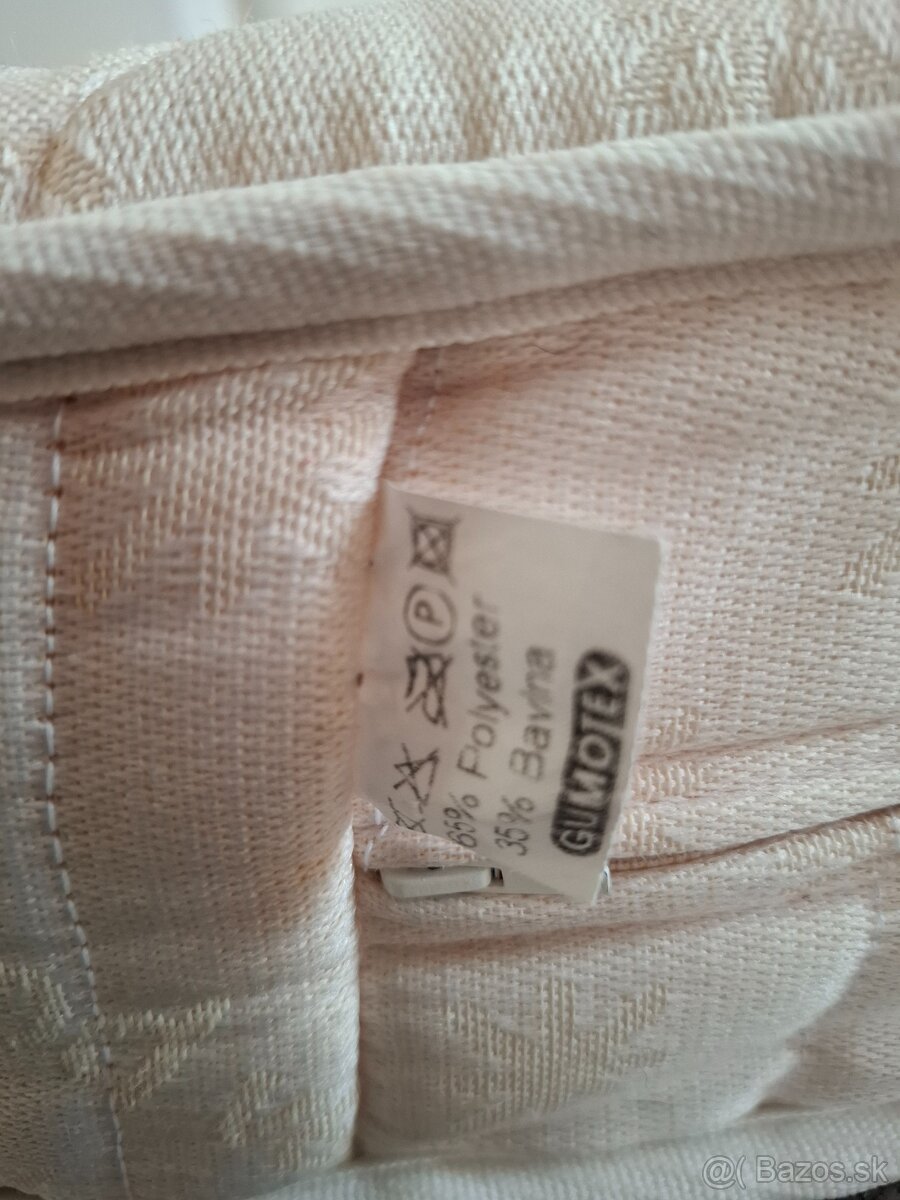 P
65% Polyester
35% Bavlna
GUMOTEX
@( Bazos.sk